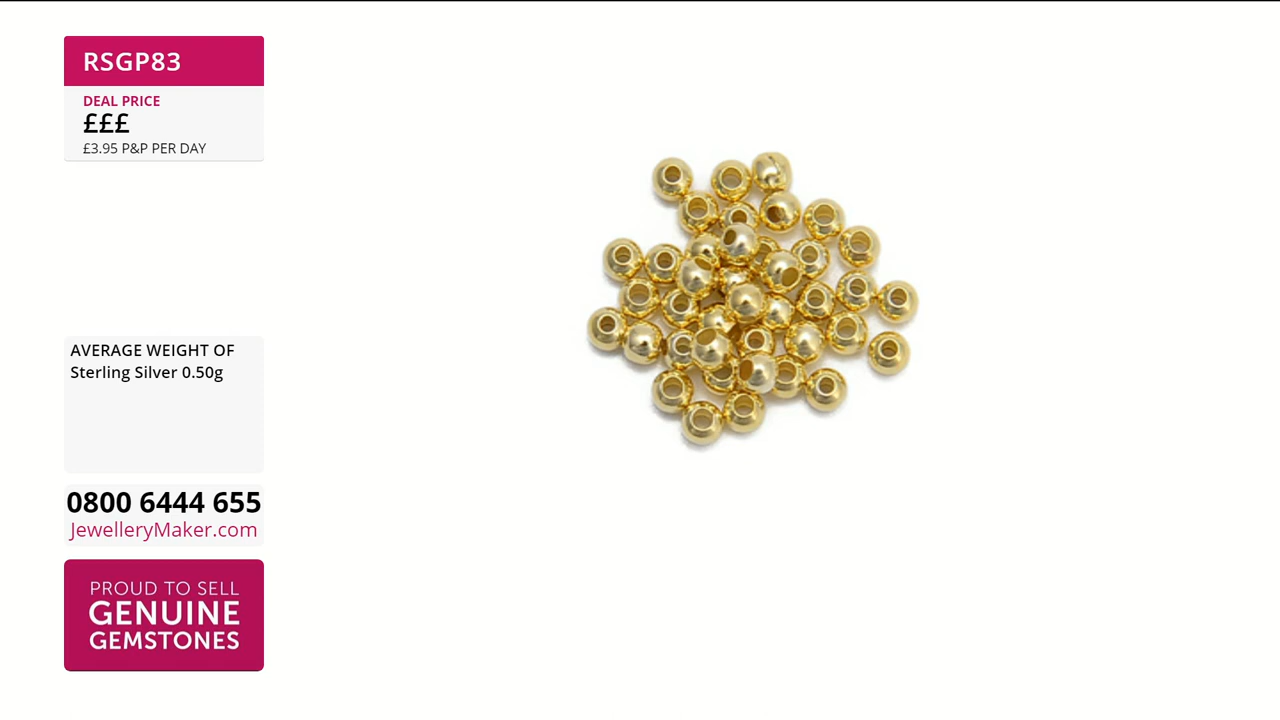 RSGP83
DEAL PRICE
£££
£3.95 P&P PER DAY
AVERAGE WEIGHT OF
Sterling Silver 0.50g
0800 6444 655
JewelleryMaker.com
PROUD TO SELL
GENUINE
GEMSTONES